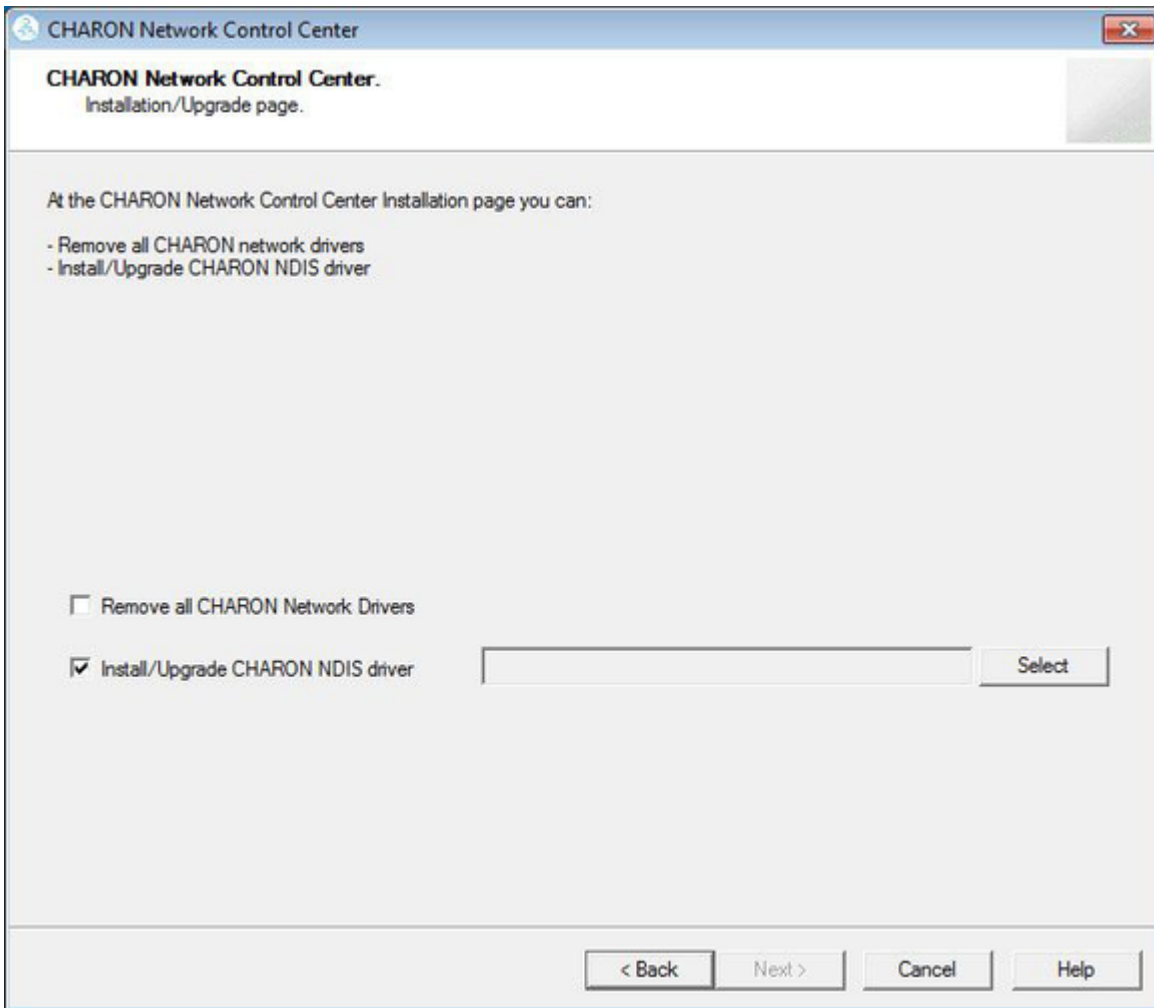 CHARON Network Control Center
CHARON Network Control Center.
Installation/Upgrade page.
At the CHARON Network Control Center Installation page you can:
- Remove all CHARON network drivers
- Install/Upgrade CHARON NDIS driver
Remove all CHARON Network Drivers
Install/Upgrade CHARON NDIS driver
Select
< Back
Next >
Cancel
Help